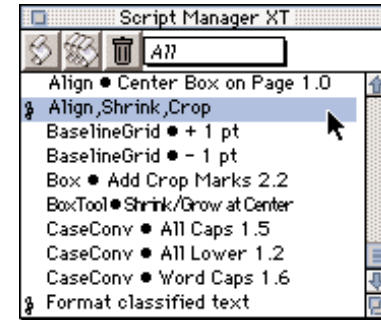 Script Manager XT
All
Align ● Center Box on Page 1.0
Align,Shrink,Crop
BaselineGrid ● + 1 pt
BaselineGrid ● - 1 pt
Box ● Add Crop Marks 2.2
BoxTool ● Shrink/Grow at Center
CaseConv ● All Caps 1.5
CaseConv ● All Lower 1.2
CaseConv ● Word Caps 1.6
Format classified text